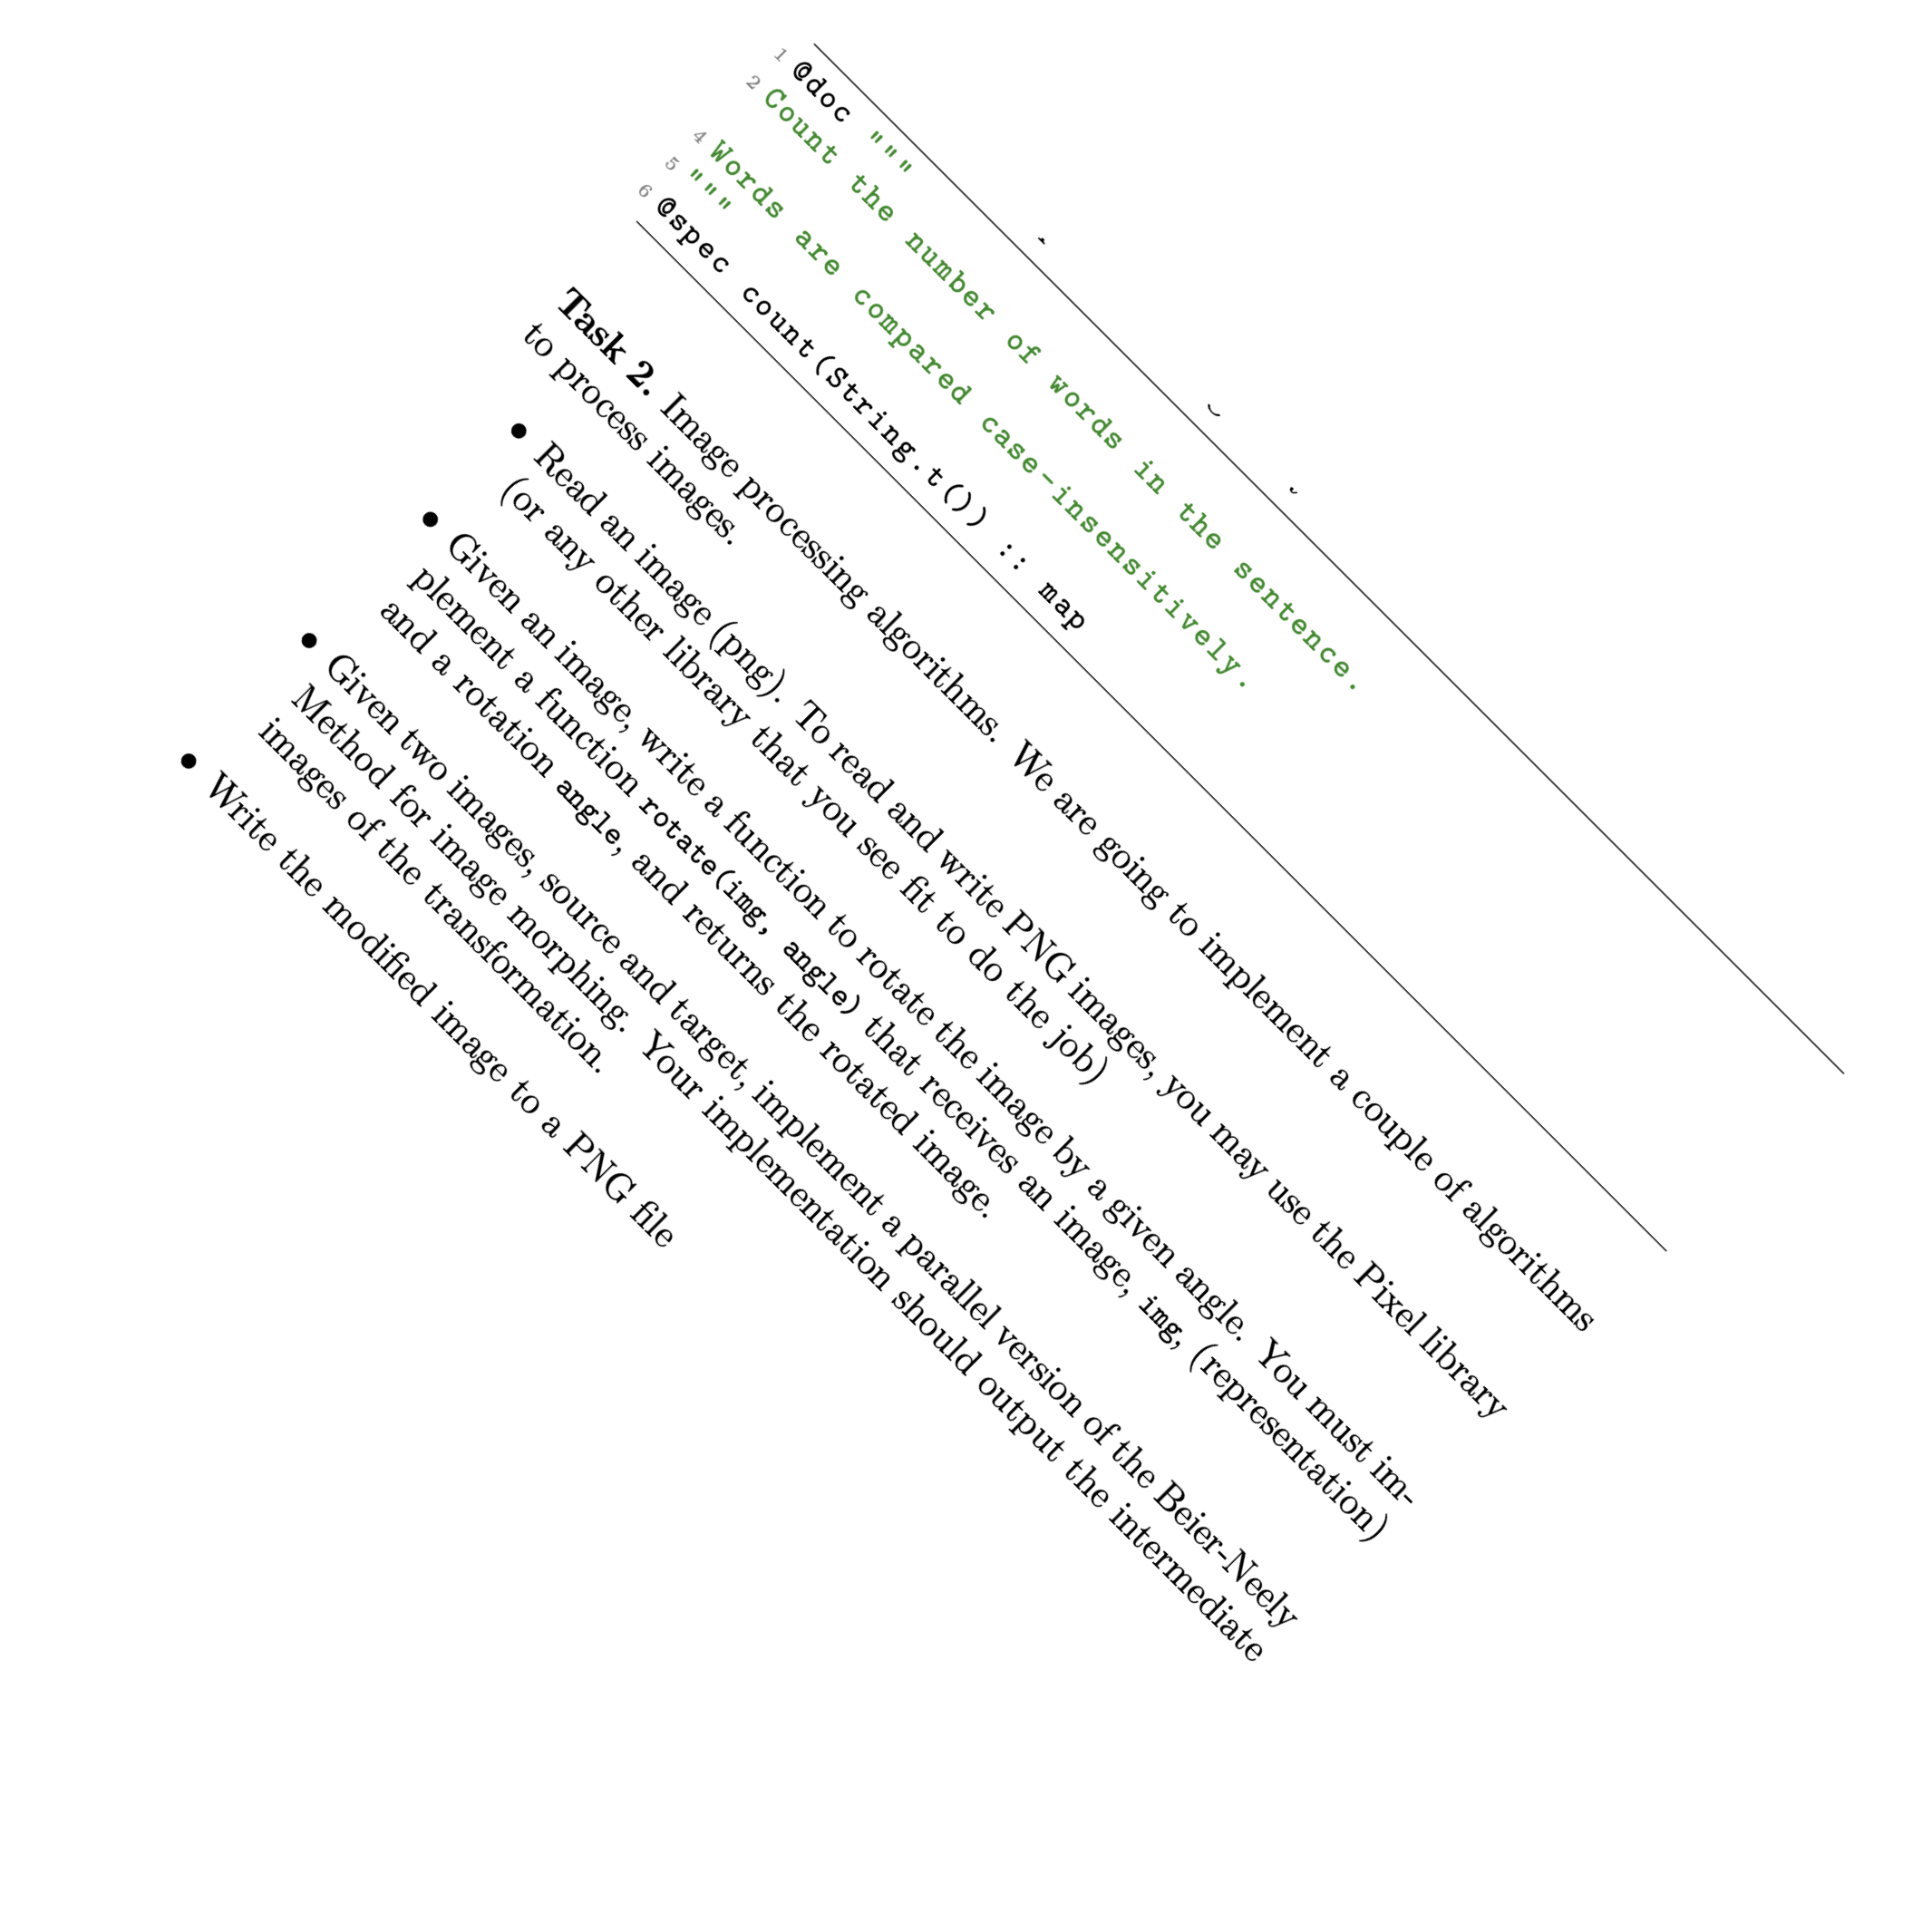 1 @doc """
2 Count the number of words in the sentence.
4 Words are compared case-insensitively.
5 """
6 @spec count(String.t()) :: map
Task 2. Image processing algorithms. We are going to implement a couple of algorithms
to process images.
• Read an image (png). To read and write PNG images, you may use the Pixel library
(or any other library that you see fit to do the job)
• Given an image, write a function to rotate the image by a given angle. You must im-
plement a function rotate(img, angle) that receives an image, img, (representation)
and a rotation angle, and returns the rotated image.
• Given two images, source and target, implement a parallel version of the Beier-Neely
Method for image morphing. Your implementation should output the intermediate
images of the transformation.
• Write the modified image to a PNG file